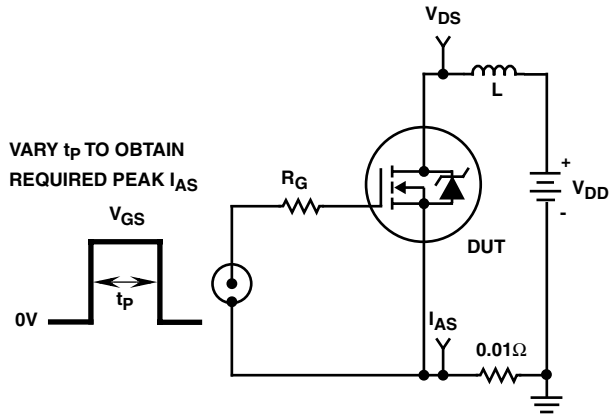 VDS
L
VARY tP TO OBTAIN
REQUIRED PEAK IAS
RG
+
VDD
-
VGS
DUT
tP
0V
IAS
0.01Ω